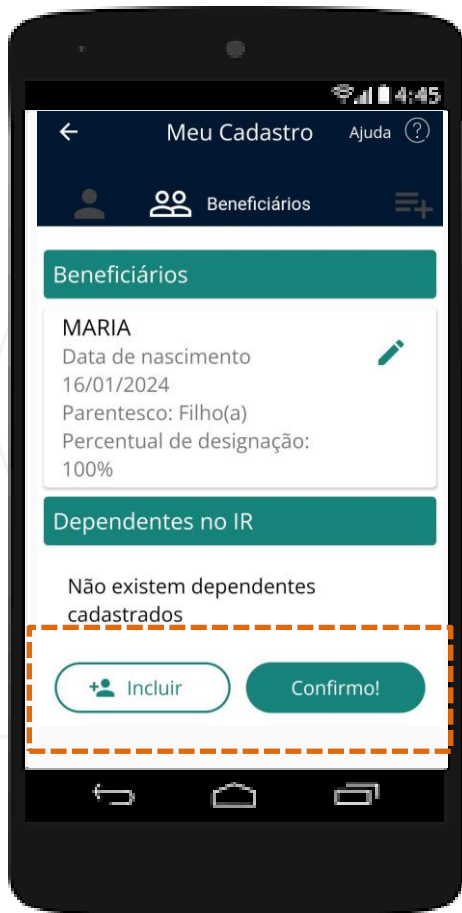 4:45
Meu Cadastro Ajuda ?
Beneficiários
Beneficiários
MARIA
Data de nascimento
16/01/2024
Parentesco: Filho(a)
Percentual de designação:
100%
Dependentes no IR
Não existem dependentes
cadastrados
Incluir Confirmo!